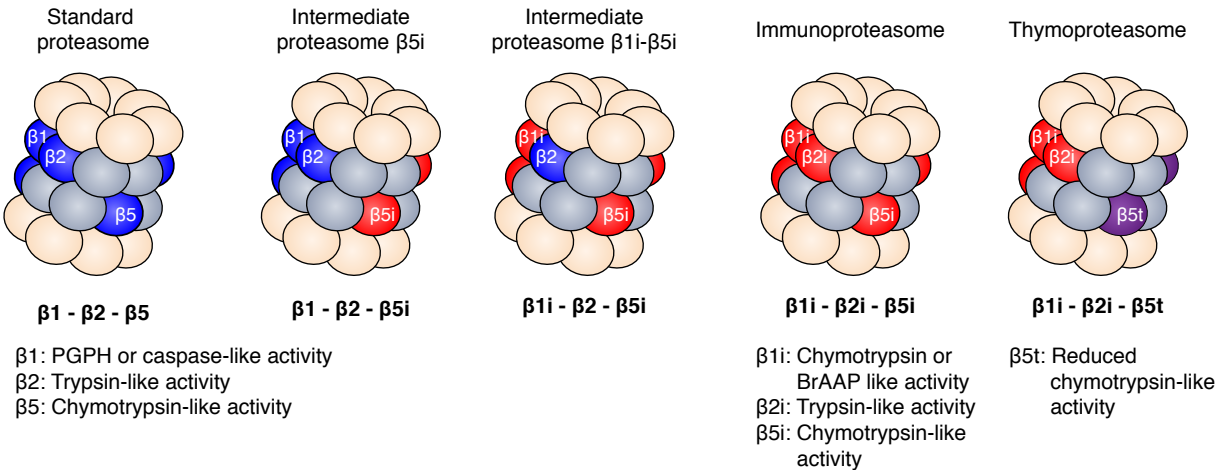 Standard
proteasome
Intermediate
proteasome β5i
Intermediate
proteasome β1i-β5i
Immunoproteasome
Thymoproteasome
β1
β2
β5
β1
β2
β5i
β1i
β2
β5i
β1i
β2i
β5i
β1i
β2i
β5t
β1 - β2 - β5
β1 - β2 - β5i
β1i - β2 - β5i
β1i - β2i - β5i
β1i - β2i - β5t
β1: PGPH or caspase-like activity
β2: Trypsin-like activity
β5: Chymotrypsin-like activity
β1i: Chymotrypsin or
BrAAP like activity
β2i: Trypsin-like activity
β5i: Chymotrypsin-like
activity
β5t: Reduced
chymotrypsin-like
activity